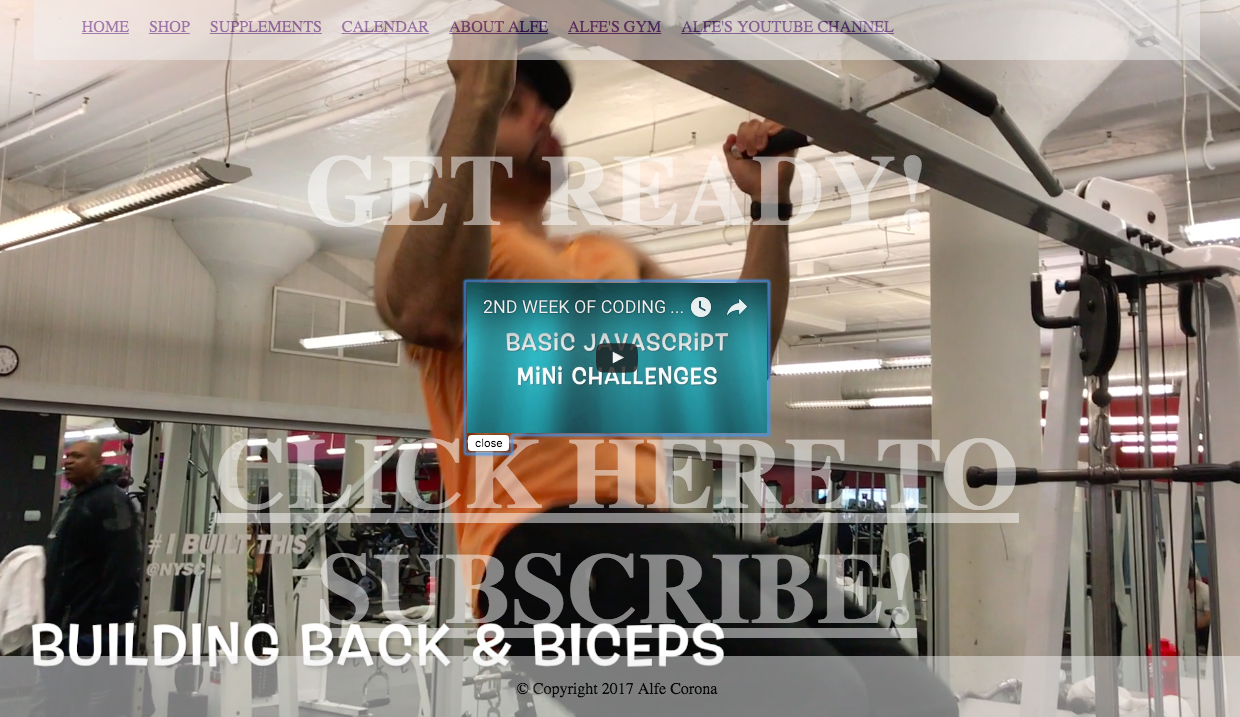 HOME SHOP SUPPLEMENTS CALENDAR ABOUT ALFE ALFE'S GYM ALFE'S YOUTUBE CHANNEL
GET READY!
2ND WEEK OF CODING ...
BASIC JAVASCRIPT
MINI CHALLENGES
close
CLICK HERE TO
SUBSCRIBE!
# I BUILT THIS
@NYSC
BUILDING BACK & BICEPS
© Copyright 2017 Alfe Corona